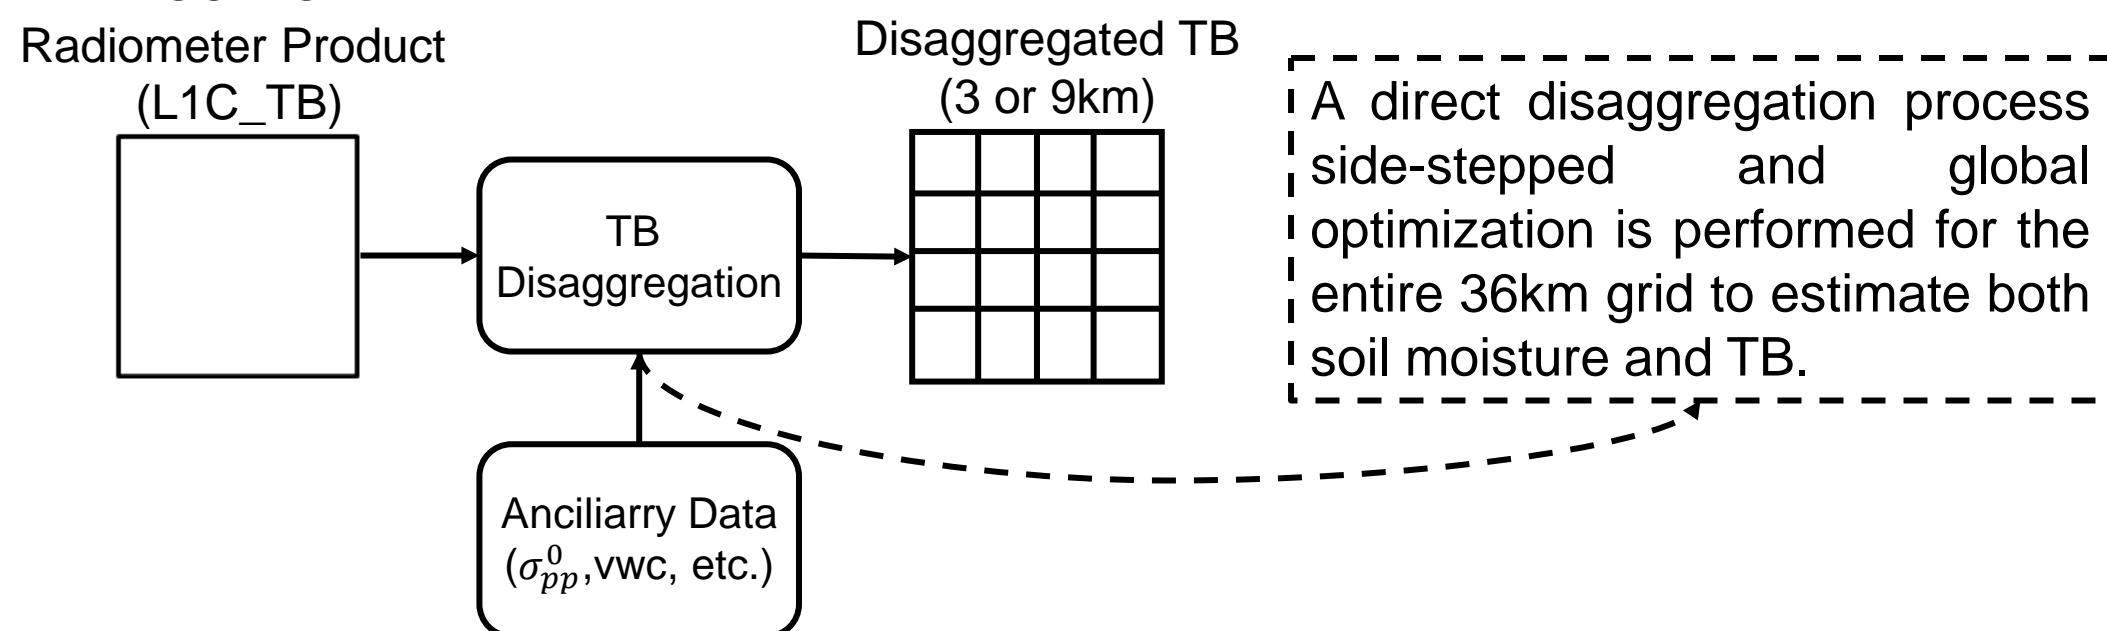 Radiometer Product
(L1C_TB)
Disaggregated TB
(3 or 9km)
TB
Disaggregation
Anciliarry Data
(σ⁰pp,vwc, etc.)
A direct disaggregation process
side-stepped and global
optimization is performed for the
entire 36km grid to estimate both
soil moisture and TB.